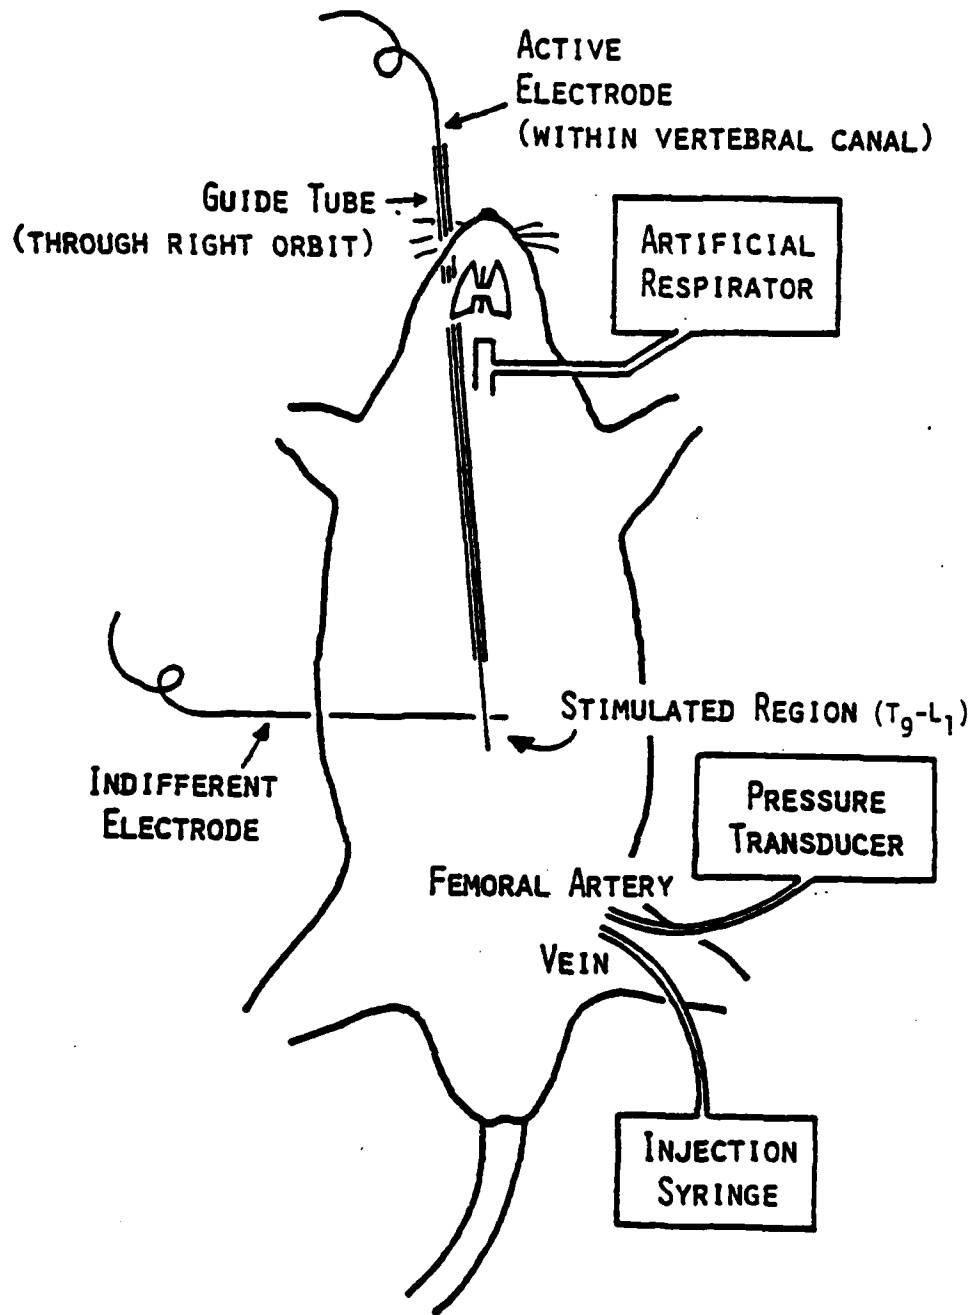 ACTIVE
ELECTRODE
(WITHIN VERTEBRAL CANAL)
GUIDE TUBE
(THROUGH RIGHT ORBIT)
ARTIFICIAL
RESPIRATOR
STIMULATED REGION (T9-L1)
INDIFFERENT
ELECTRODE
PRESSURE
TRANSDUCER
FEMORAL ARTERY
VEIN
INJECTION
SYRINGE